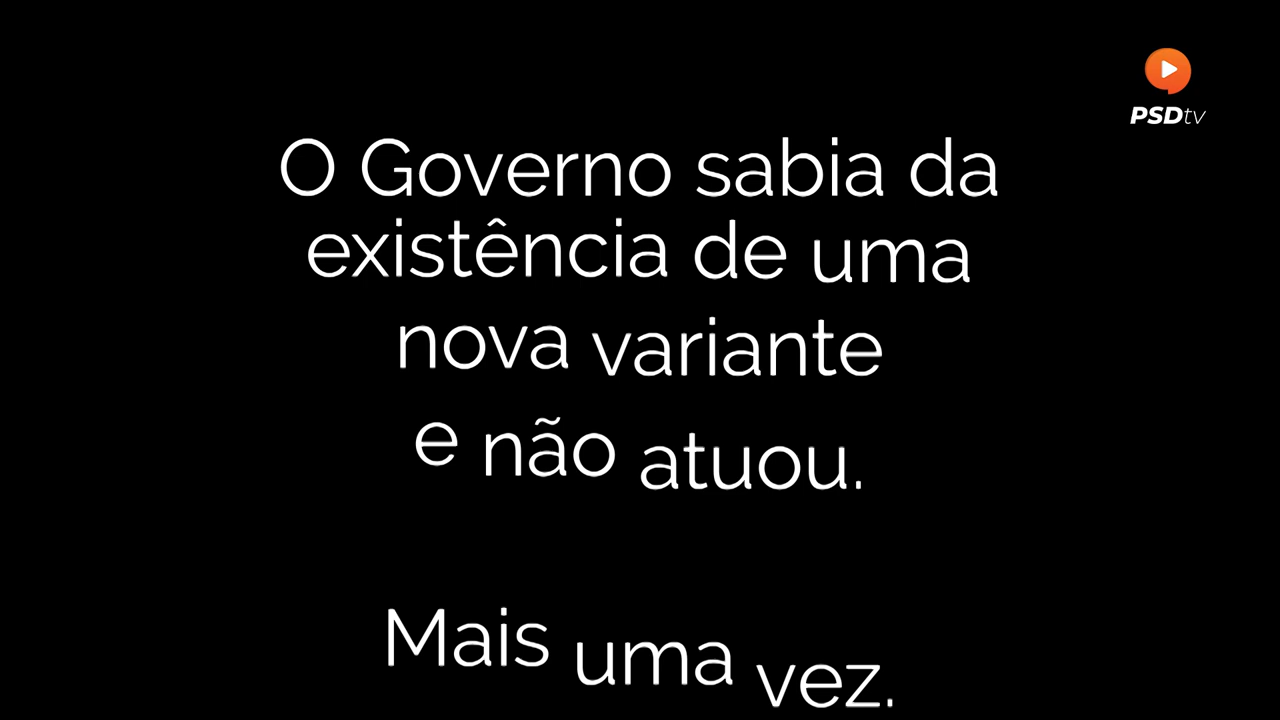 PSDtv
O Governo sabia da
existência de uma
nova variante
e não atuou.
Mais uma vez.